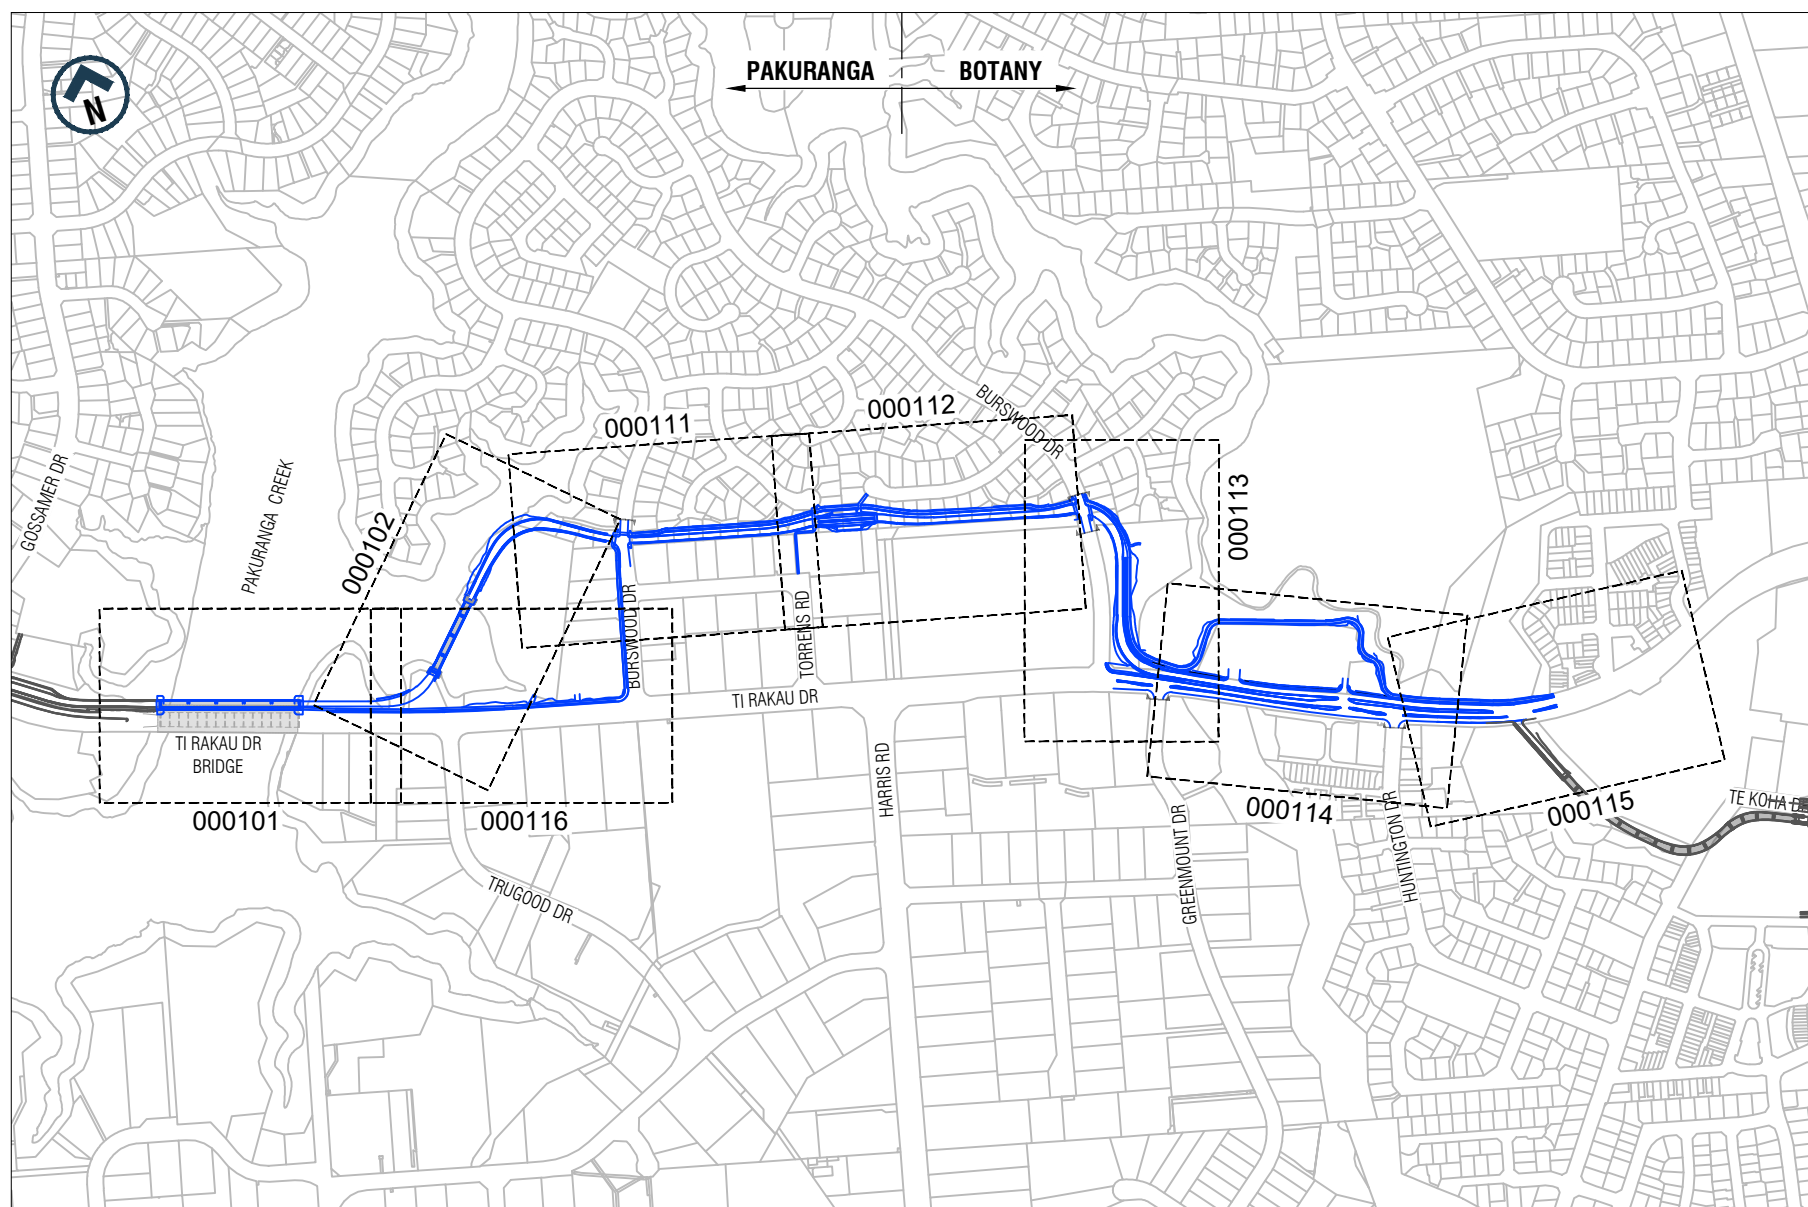 PAKURANGA
BOTANY
N
000112
BURSWOOD DR
000111
GOSSAMER DR
PAKURANGA CREEK
000102
000113
BURSWOOD DR
TORRENS RD
TI RAKAU DR
TI RAKAU DR
BRIDGE
HARRIS RD
000101
000116
000114
000115
TE KOHA DR
GREENMOUNT DR
HUNTINGTON DR
TRUGOOD DR